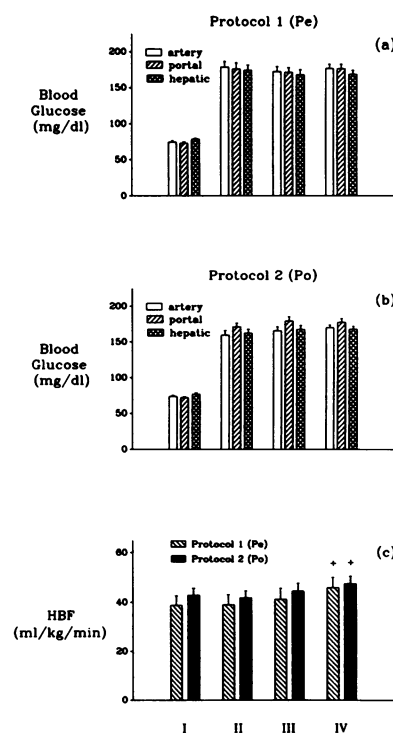 Protocol 1 (Pe)
(a)
200
150
100
50
0
Blood
Glucose
(mg/dl)
artery
portal
hepatic
Protocol 2 (Po)
(b)
200
150
100
50
0
Blood
Glucose
(mg/dl)
artery
portal
hepatic
(c)
Protocol 1 (Pe)
Protocol 2 (Po)
60
40
20
0
HBF
(ml/kg/min)
+ +
I II III IV